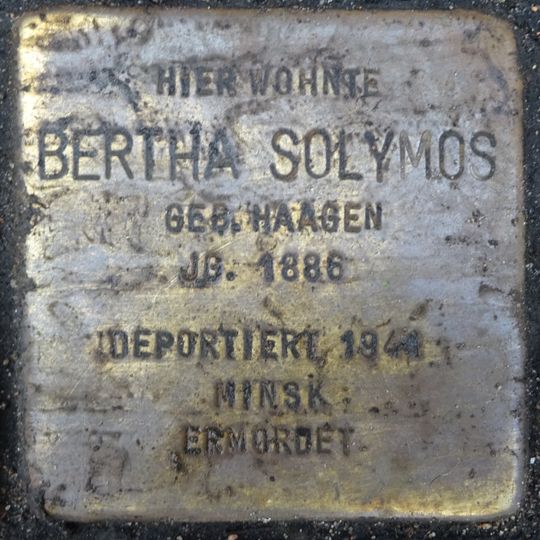 HIER WOHNTE
BERTHA SOLYMOS
GEB. HAAGEN
JG. 1886
DEPORTIERT 1941
MINSK
ERMORDET